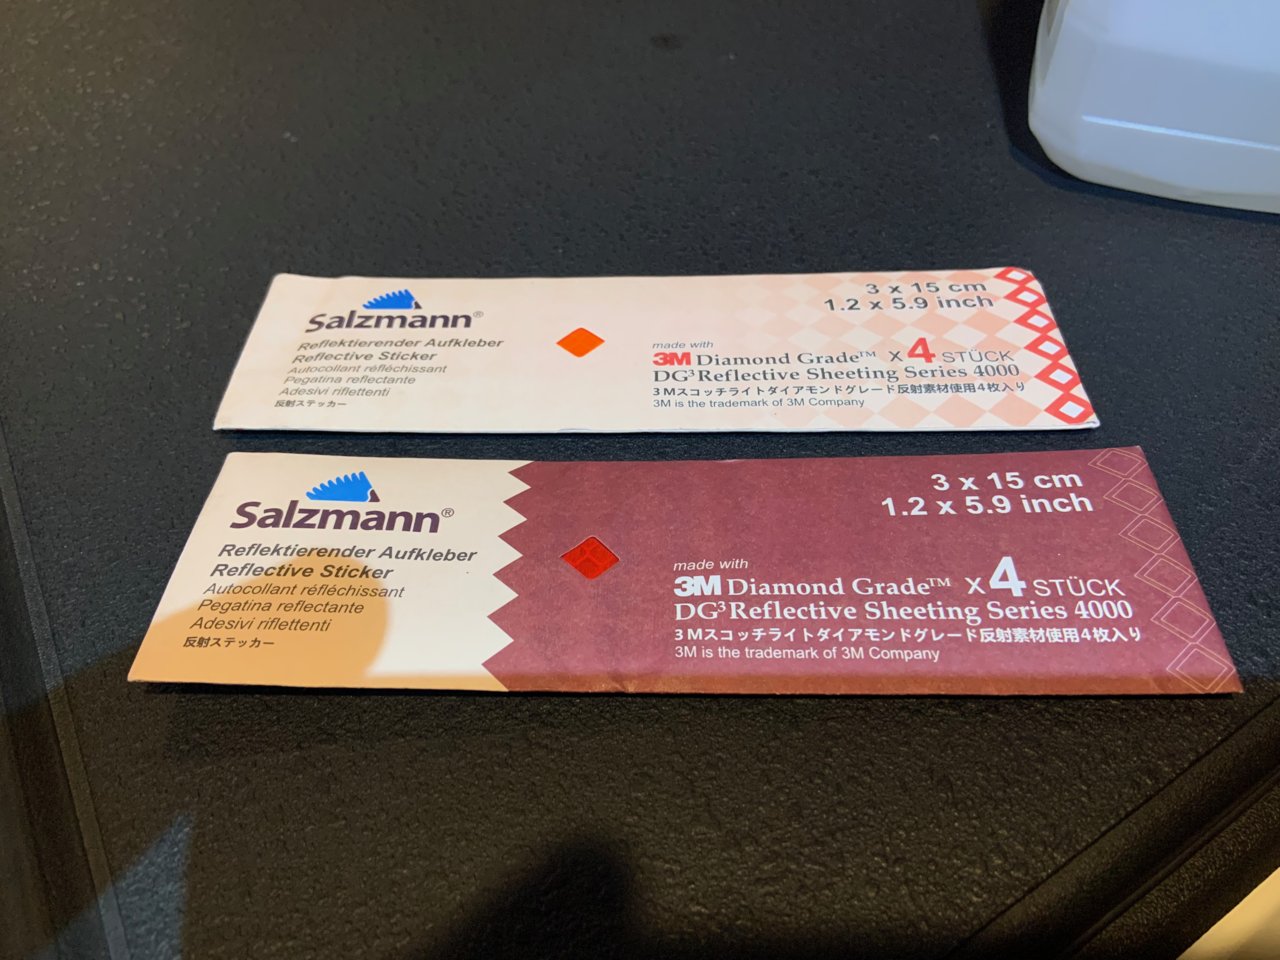 Salzmann®
Reflektierender Aufkleber
Reflective Sticker
Autocollant réfléchissant
Pegatina reflectante
Adesivi riflettenti
反射ステッカー
3 x 15 cm
1.2 x 5.9 inch
made with
3M Diamond Grade™ x 4 STÜCK
DG³ Reflective Sheeting Series 4000
3Mスコッチライトダイアモンドグレード反射素材使用4枚入り
3M is the trademark of 3M Company
Salzmann®
Reflektierender Aufkleber
Reflective Sticker
Autocollant réfléchissant
Pegatina reflectante
Adesivi riflettenti
反射ステッカー
3 x 15 cm
1.2 x 5.9 inch
made with
3M Diamond Grade™ x 4 STÜCK
DG³ Reflective Sheeting Series 4000
3Mスコッチライトダイアモンドグレード反射素材使用4枚入り
3M is the trademark of 3M Company